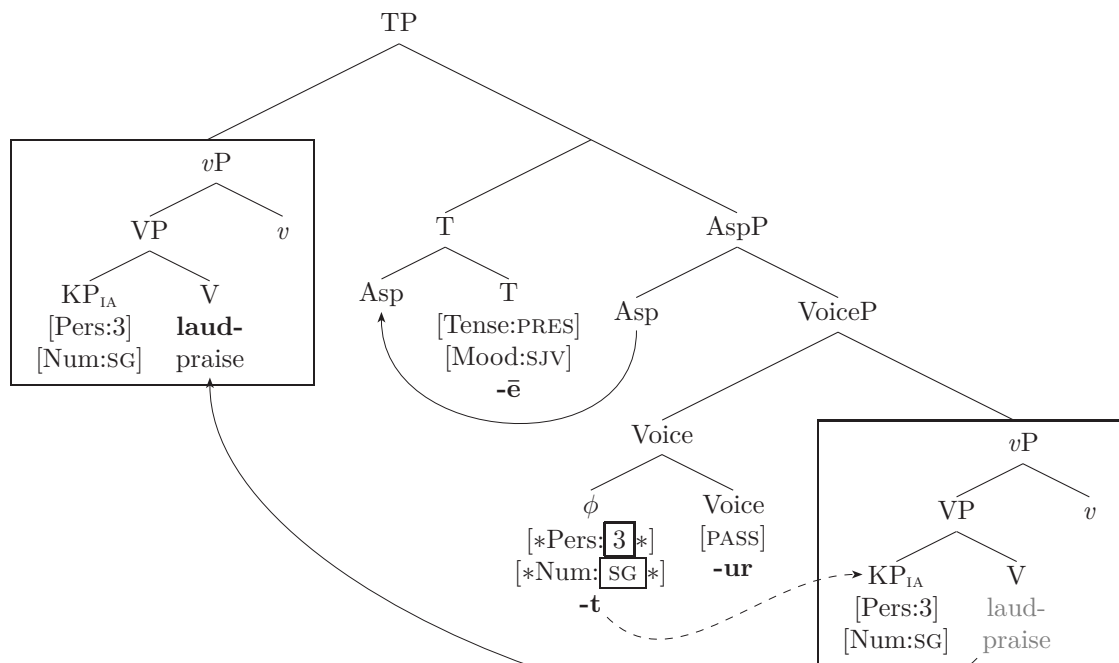 TP
vP
VP v
T AspP
KP_IA V Asp T Asp VoiceP
[Pers:3] laud- [Tense:PRES]
[Num:SG] praise [Mood:SJV]
-ē
Voice vP
ϕ Voice VP v
[∗Pers: 3 ∗] [PASS]
[∗Num: SG ∗] -ur KP_IA V
-t [Pers:3] laud-
[Num:SG] praise